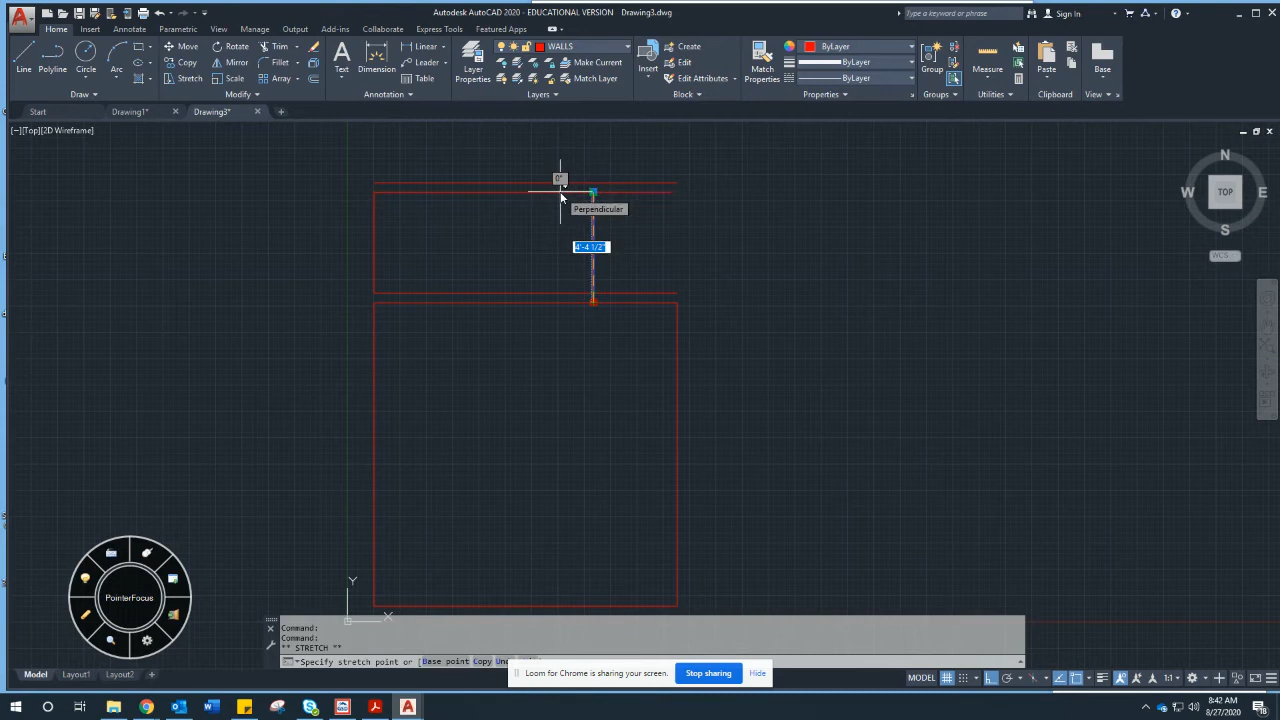 Autodesk AutoCAD 2020 - EDUCATIONAL VERSION Drawing3.dwg
Type a keyword or phrase
Sign In
Home Insert Annotate Parametric View Manage Output Add-ins Collaborate Express Tools Featured Apps
Line Polyline Circle Arc
Move Rotate Trim
Copy Mirror Fillet
Stretch Scale Array
Text Dimension
Linear
Leader
Table
Layer Properties
WALLS
Make Current
Match Layer
Insert
Create
Edit
Edit Attributes
Match Properties
ByLayer
ByLayer
ByLayer
Group Measure Paste Base
Draw Modify Annotation Layers Block Properties Groups Utilities Clipboard View
Start Drawing1* Drawing3*
[−][Top][2D Wireframe]
N
W TOP E
S
WCS
0"
Perpendicular
4'-4 1/2"
PointerFocus
Y
X
Command:
Command:
** STRETCH **
Specify stretch point or [Base point Copy
Loom for Chrome is sharing your screen. Stop sharing Hide
Model Layout1 Layout2
MODEL
1:1
8:42 AM
8/27/2020
18